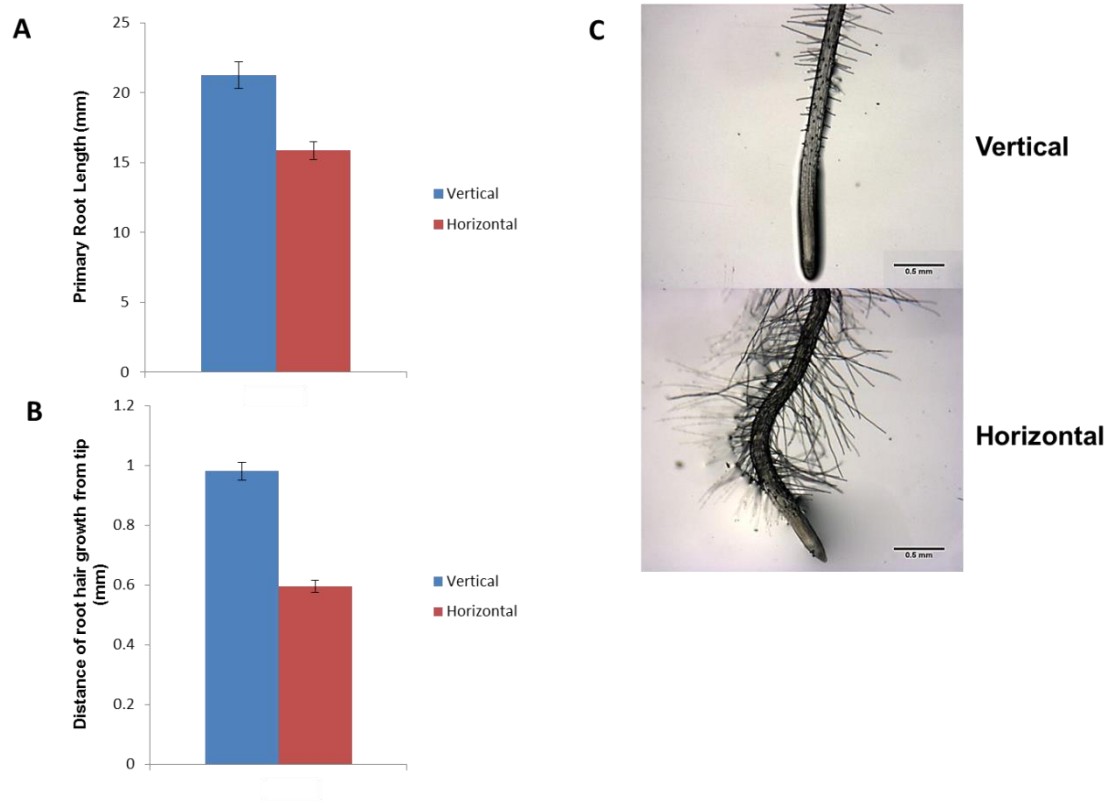 A
25
20
15
10
5
0
Primary Root Length (mm)
Vertical
Horizontal
B
1.2
1
0.8
0.6
0.4
0.2
0
Distance of root hair growth from tip
(mm)
Vertical
Horizontal
C
Vertical
0.5 mm
Horizontal
0.5 mm